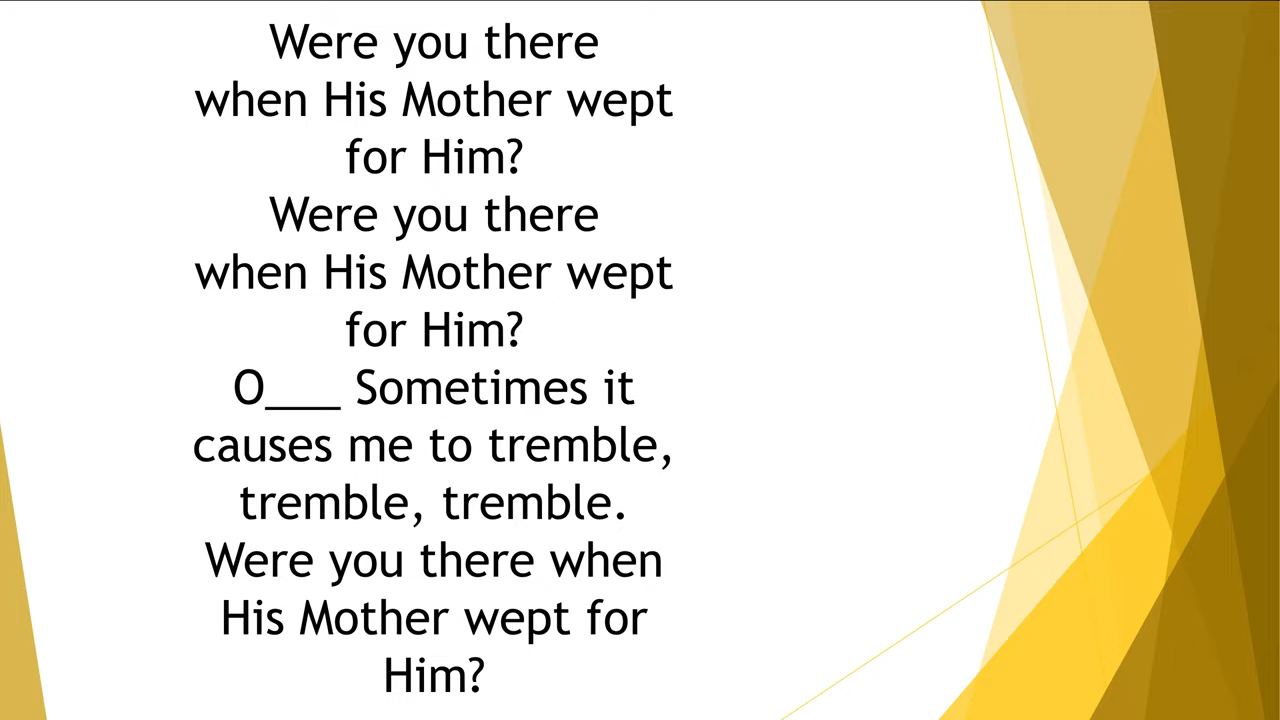 Were you there
when His Mother wept
for Him?
Were you there
when His Mother wept
for Him?
O___ Sometimes it
causes me to tremble,
tremble, tremble.
Were you there when
His Mother wept for
Him?